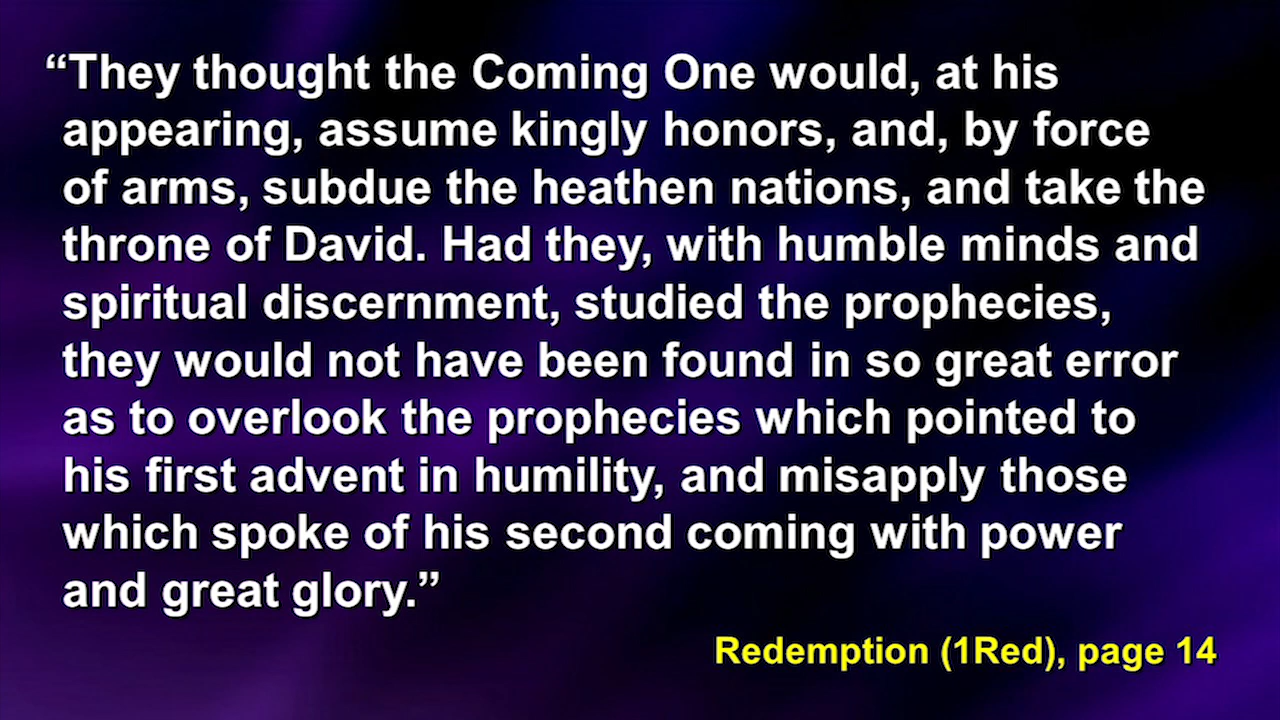 “They thought the Coming One would, at his
appearing, assume kingly honors, and, by force
of arms, subdue the heathen nations, and take the
throne of David. Had they, with humble minds and
spiritual discernment, studied the prophecies,
they would not have been found in so great error
as to overlook the prophecies which pointed to
his first advent in humility, and misapply those
which spoke of his second coming with power
and great glory.”
Redemption (1Red), page 14